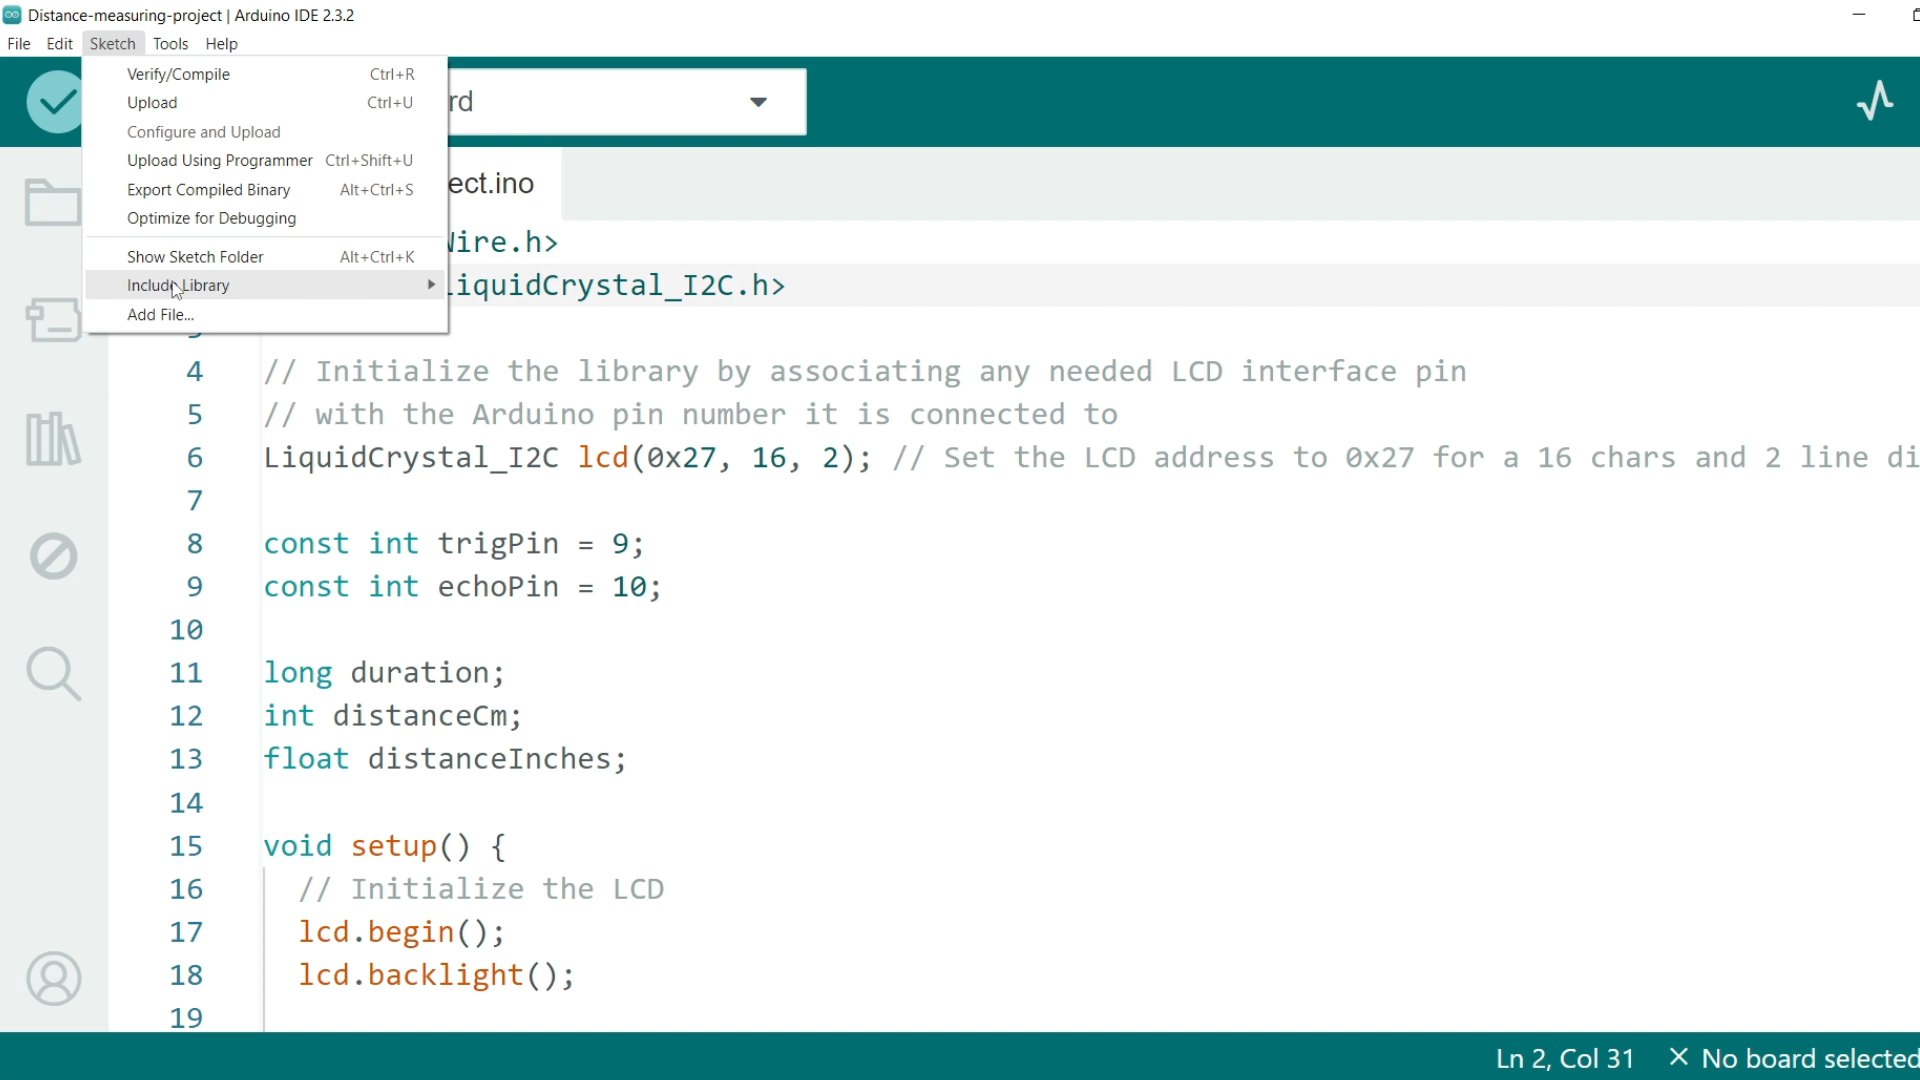 Distance-measuring-project | Arduino IDE 2.3.2
File Edit Sketch Tools Help
Verify/Compile Ctrl+R
Upload Ctrl+U
Configure and Upload
Upload Using Programmer Ctrl+Shift+U
Export Compiled Binary Alt+Ctrl+S
Optimize for Debugging
Show Sketch Folder Alt+Ctrl+K
Include Library
Add File...
rd
ect.ino
Wire.h>
LiquidCrystal_I2C.h>
4 // Initialize the library by associating any needed LCD interface pin
5 // with the Arduino pin number it is connected to
6 LiquidCrystal_I2C lcd(0x27, 16, 2); // Set the LCD address to 0x27 for a 16 chars and 2 line di
7
8 const int trigPin = 9;
9 const int echoPin = 10;
10
11 long duration;
12 int distanceCm;
13 float distanceInches;
14
15 void setup() {
16 // Initialize the LCD
17 lcd.begin();
18 lcd.backlight();
19
Ln 2, Col 31 × No board selected